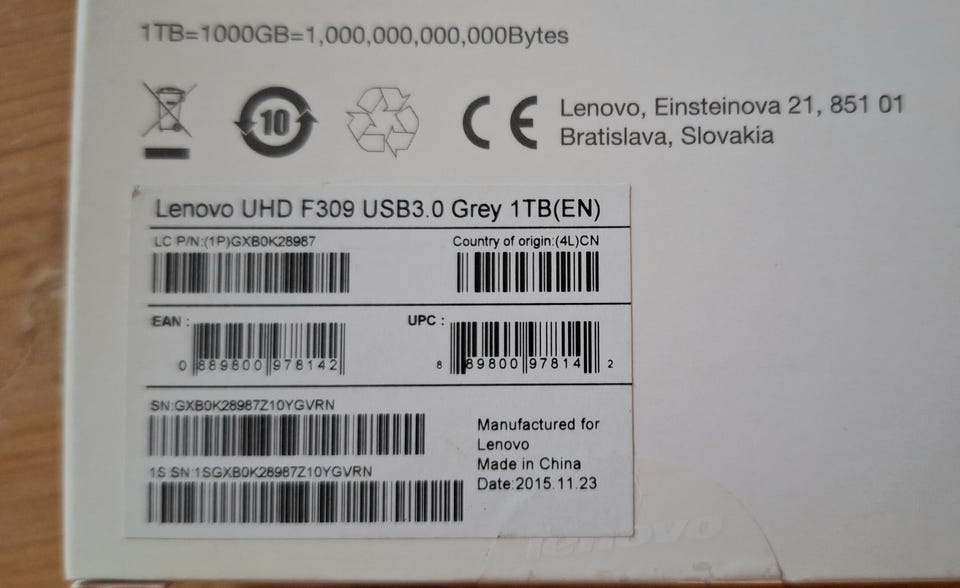 1TB=1000GB=1,000,000,000,000Bytes
10
CE
Lenovo, Einsteinova 21, 851 01
Bratislava, Slovakia
Lenovo UHD F309 USB3.0 Grey 1TB(EN)
LC P/N:(1P)GXB0K28987
Country of origin:(4L)CN
EAN :
0 889800 978142
UPC :
8 89800 97814 2
SN:GXB0K28987Z10YGVRN
1S SN:1SGXB0K28987Z10YGVRN
Manufactured for
Lenovo
Made in China
Date:2015.11.23
lenovo